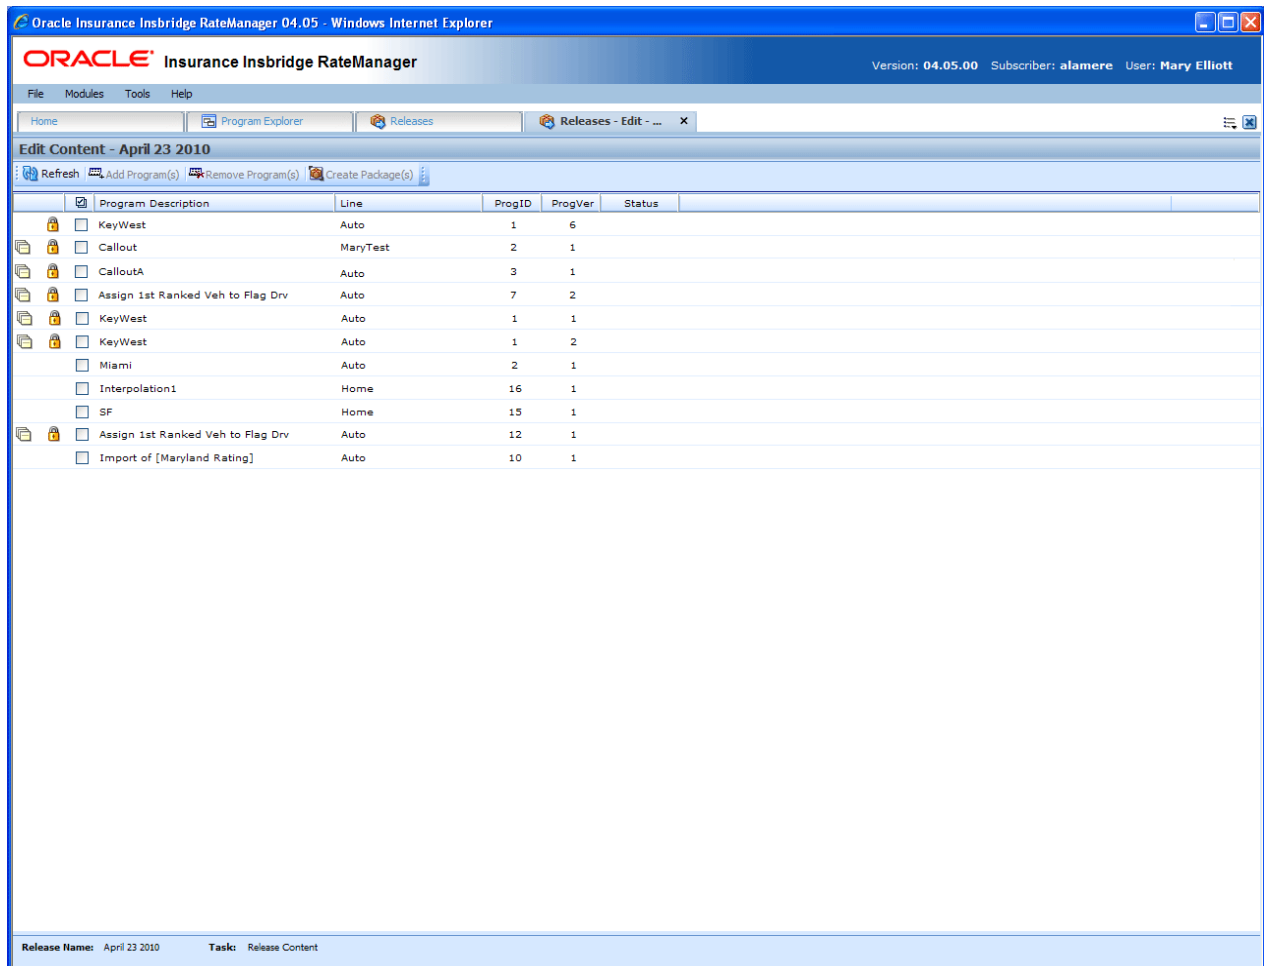 Oracle Insurance Insbridge RateManager 04.05 - Windows Internet Explorer
ORACLE Insurance Insbridge RateManager Version: 04.05.00 Subscriber: alamere User: Mary Elliott
File Modules Tools Help
Home Program Explorer Releases Releases - Edit - ... x
Edit Content - April 23 2010
Refresh Add Program(s) Remove Program(s) Create Package(s)
Program Description Line ProgID ProgVer Status
KeyWest Auto 1 6
Callout MaryTest 2 1
CalloutA Auto 3 1
Assign 1st Ranked Veh to Flag Drv Auto 7 2
KeyWest Auto 1 1
KeyWest Auto 1 2
Miami Auto 2 1
Interpolation1 Home 16 1
SF Home 15 1
Assign 1st Ranked Veh to Flag Drv Auto 12 1
Import of [Maryland Rating] Auto 10 1
Release Name: April 23 2010 Task: Release Content